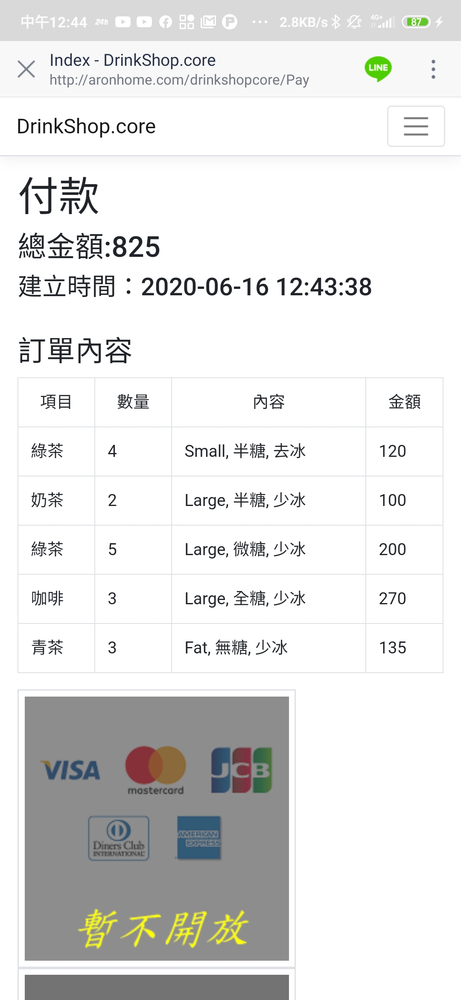 中午12:44 24h 2.8KB/s 4G+ 87
Index - DrinkShop.core
http://aronhome.com/drinkshopcore/Pay
LINE
DrinkShop.core
付款
總金額:825
建立時間：2020-06-16 12:43:38
訂單內容
項目 數量 內容 金額
綠茶 4 Small, 半糖, 去冰 120
奶茶 2 Large, 半糖, 少冰 100
綠茶 5 Large, 微糖, 少冰 200
咖啡 3 Large, 全糖, 少冰 270
青茶 3 Fat, 無糖, 少冰 135
VISA mastercard JCB
Diners Club INTERNATIONAL
AMERICAN EXPRESS
暫不開放